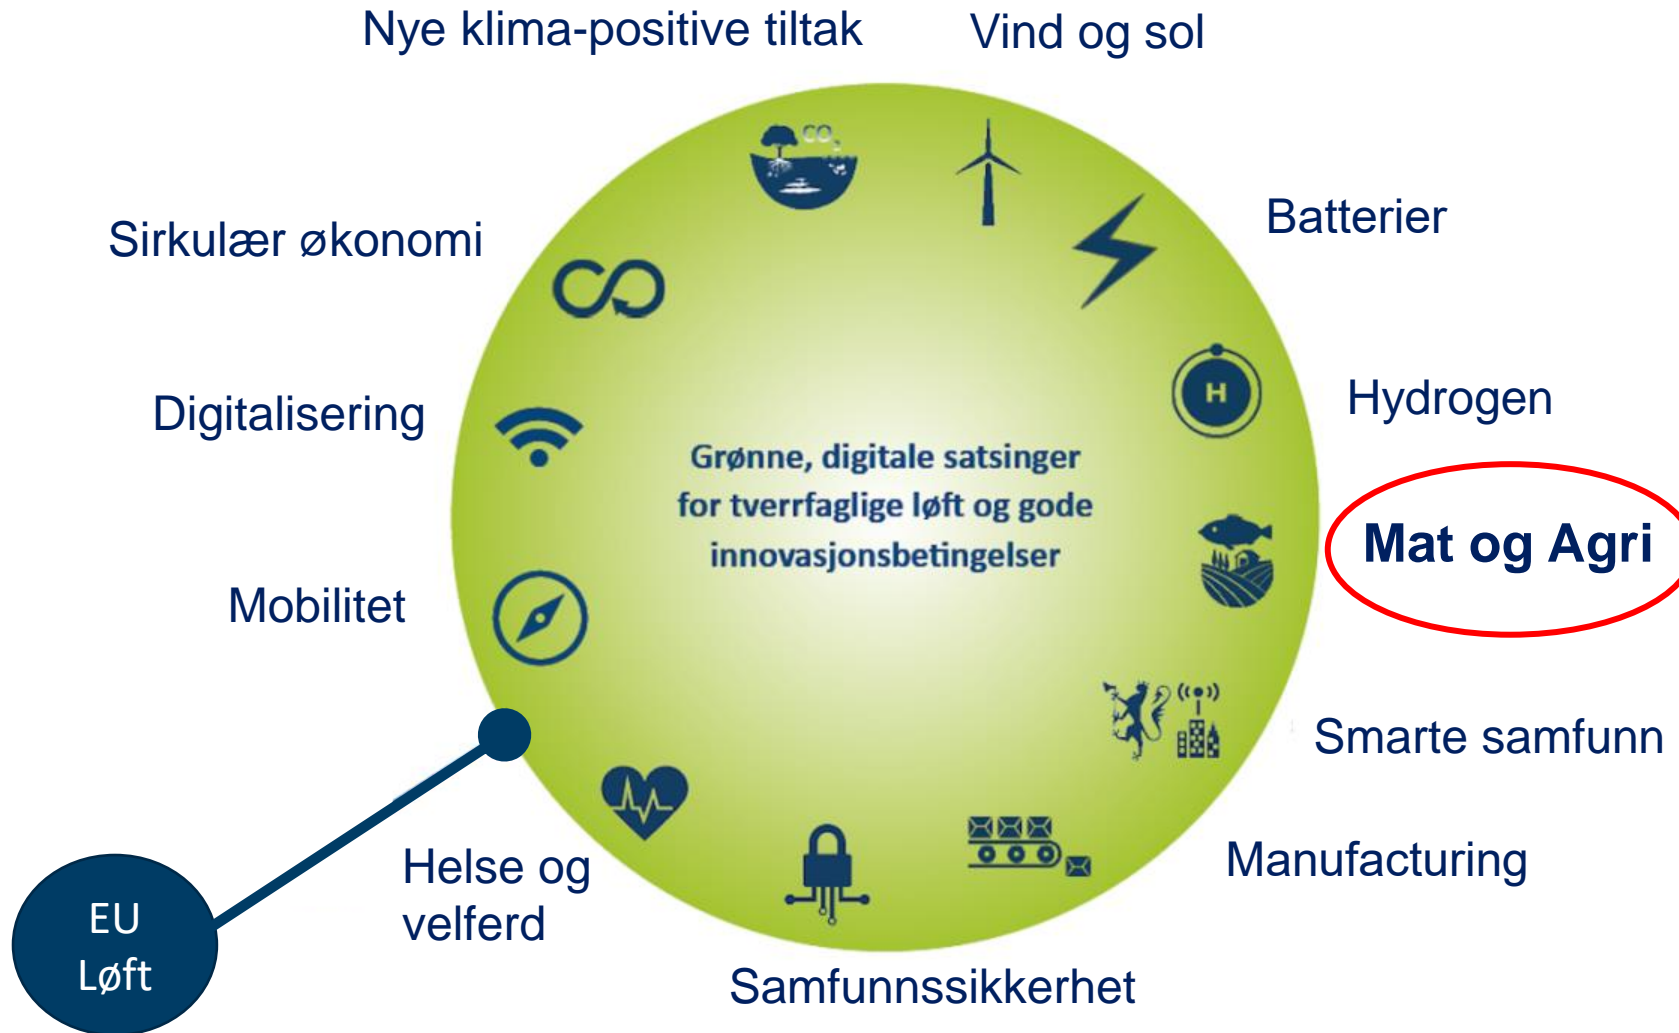 Nye klima-positive tiltak
Vind og sol
CO2
Sirkulær økonomi
Batterier
Digitalisering
H
Hydrogen
Grønne, digitale satsinger
for tverrfaglige løft og gode
innovasjonsbetingelser
Mat og Agri
Mobilitet
Smarte samfunn
Helse og
velferd
Manufacturing
EU
Løft
Samfunnssikkerhet